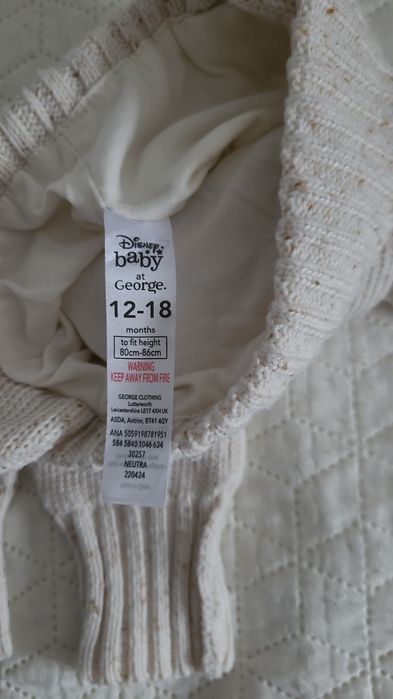 Disney
baby
at
George.
12-18
months
to fit height
80cm-86cm
WARNING
KEEP AWAY FROM FIRE
GEORGE CLOTHING
Lutterworth
Leicestershire LE17 4XH UK
ASDA, Antrim, BT41 4GY
ANA 5059198781951
584 5840 1046 634
30257
NEUTRA
220424